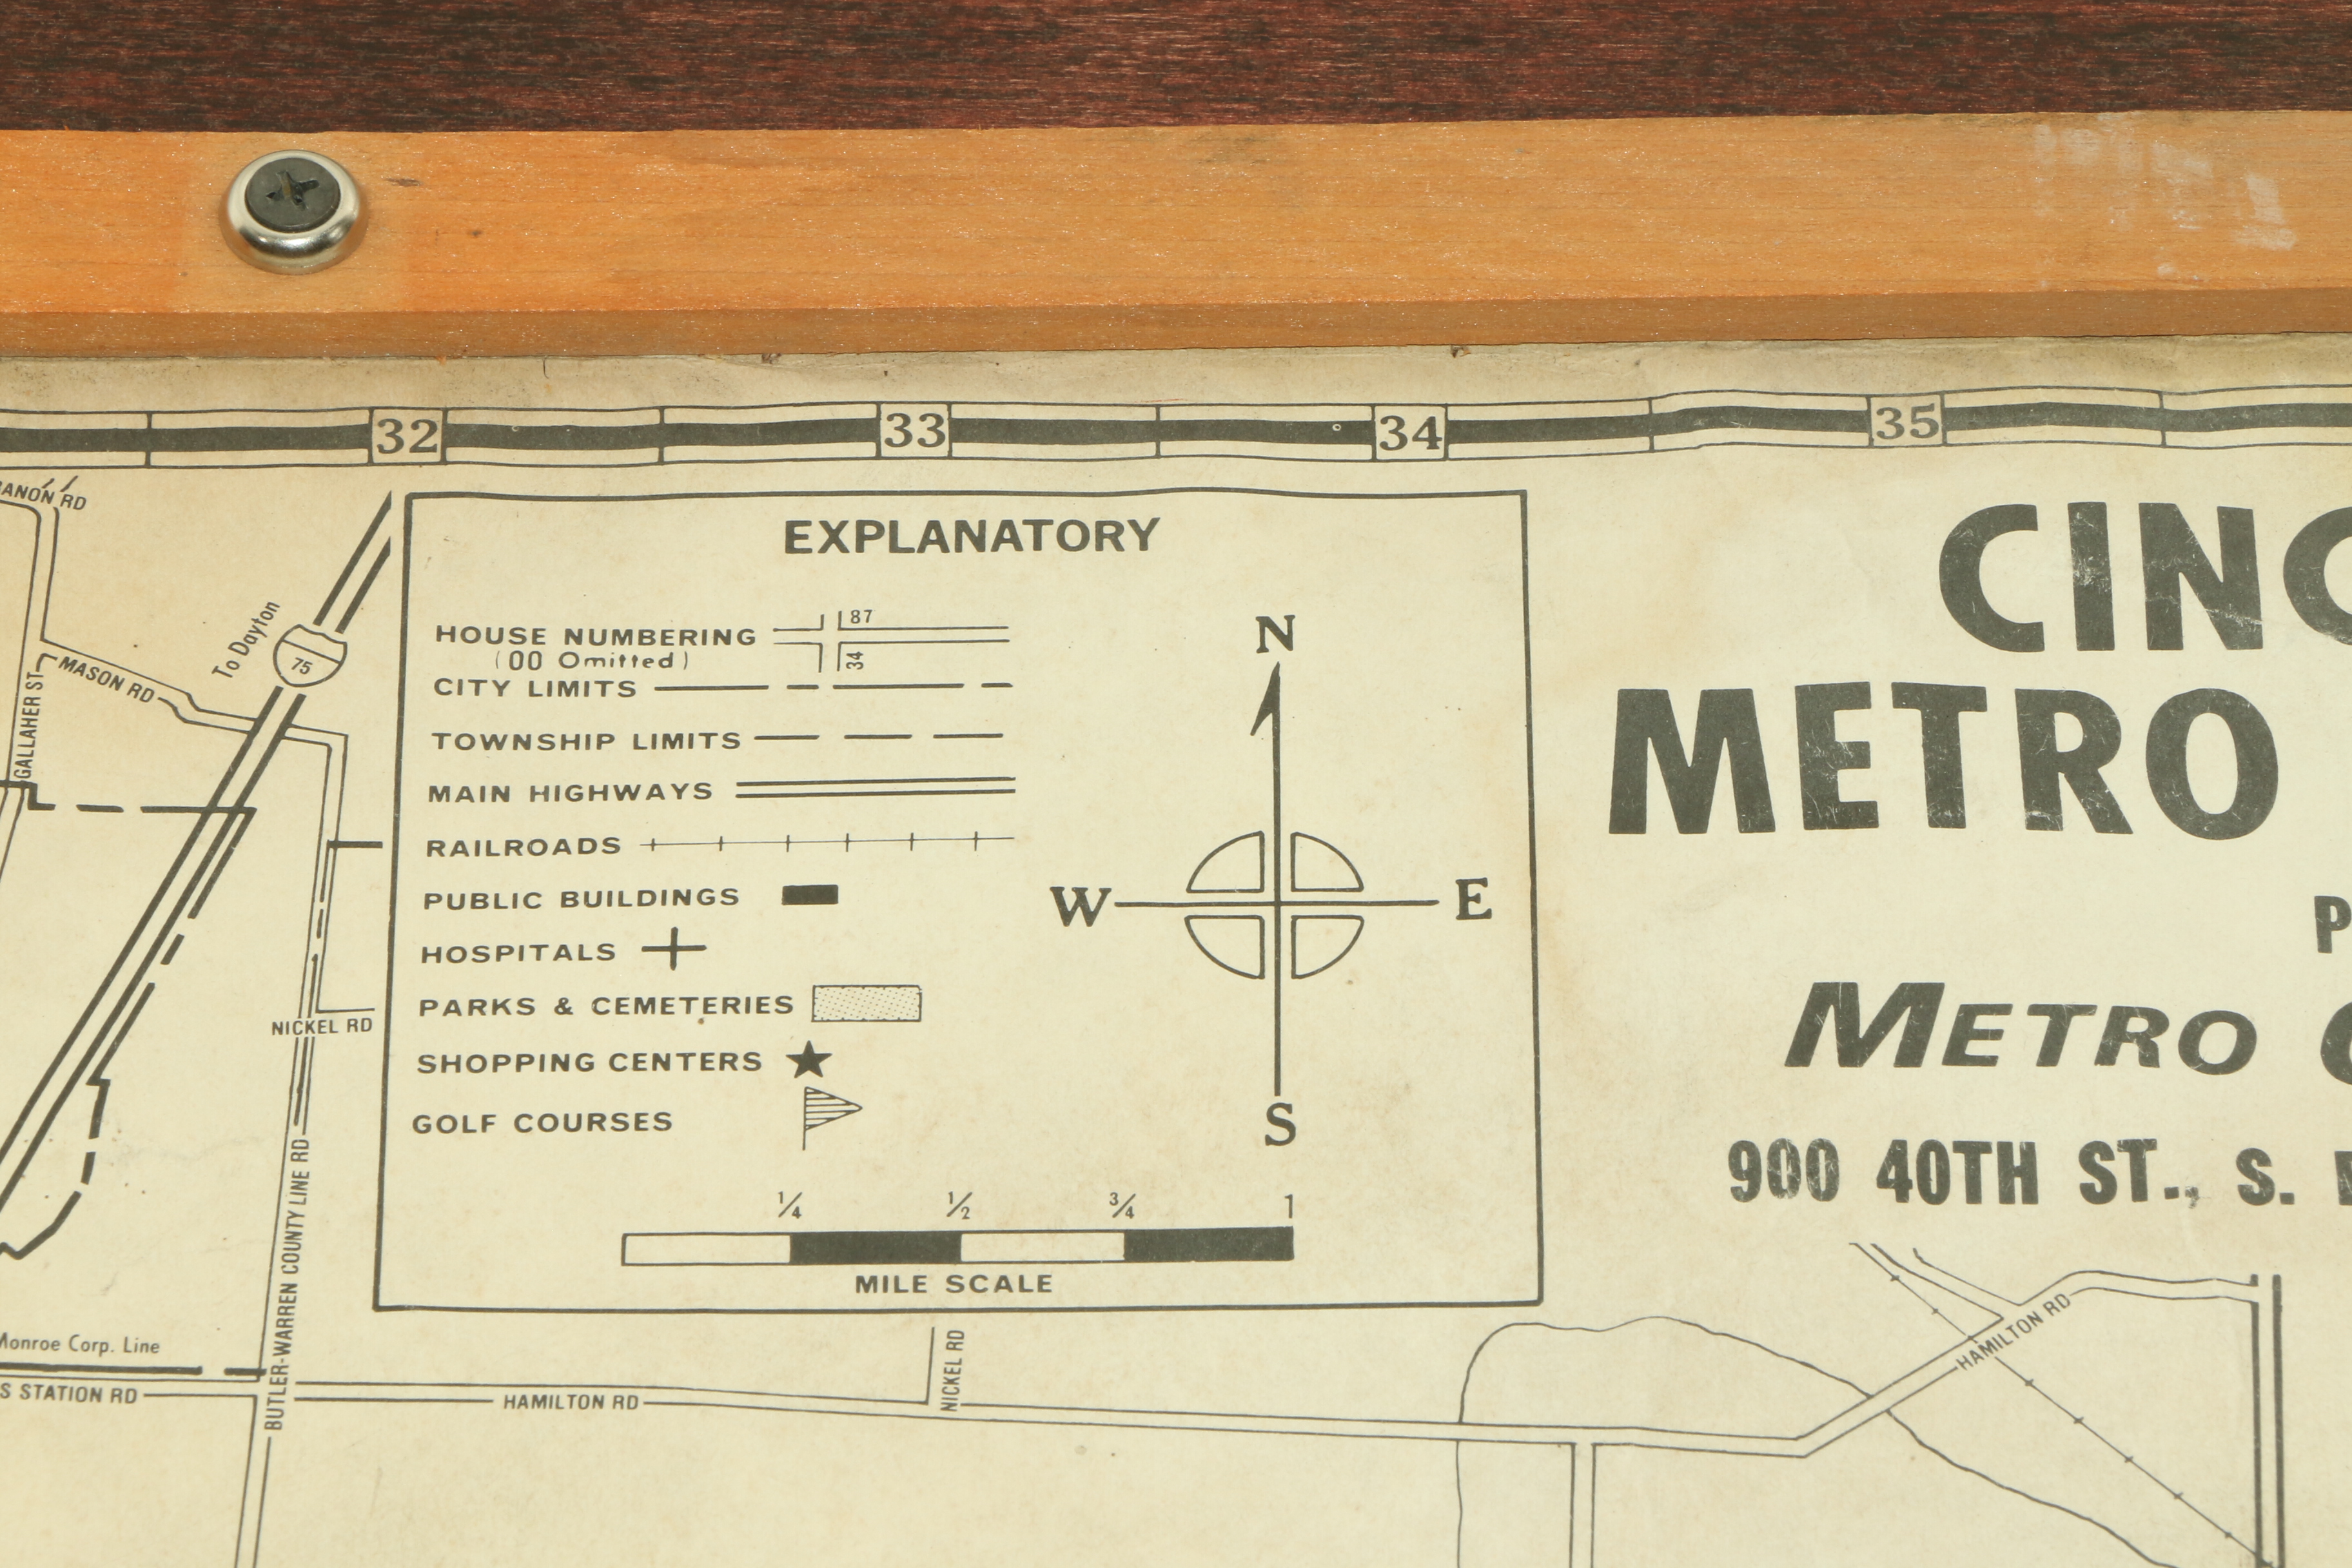 32 33 34 35
RD
To Dayton
75
MASON RD
GALLAHER ST
NICKEL RD
BUTLER-WARREN COUNTY LINE RD
Monroe Corp. Line
STATION RD
EXPLANATORY
HOUSE NUMBERING 87
(00 Omitted) 34
CITY LIMITS
TOWNSHIP LIMITS
MAIN HIGHWAYS
RAILROADS
PUBLIC BUILDINGS
HOSPITALS
PARKS & CEMETERIES
SHOPPING CENTERS
GOLF COURSES
N
W E
S
1/4 1/2 3/4 1
MILE SCALE
CINC
METRO
P
METRO
900 40TH ST., S.
HAMILTON RD
NICKEL RD
HAMILTON RD